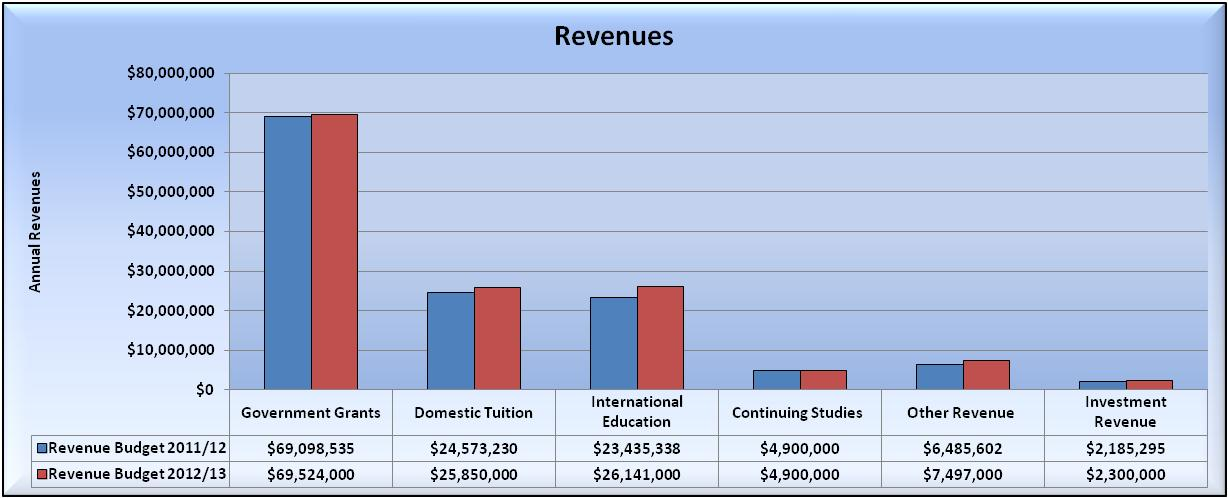 Revenues
Annual Revenues
$80,000,000
$70,000,000
$60,000,000
$50,000,000
$40,000,000
$30,000,000
$20,000,000
$10,000,000
$0
Government Grants Domestic Tuition International Education Continuing Studies Other Revenue Investment Revenue
Revenue Budget 2011/12 $69,098,535 $24,573,230 $23,435,338 $4,900,000 $6,485,602 $2,185,295
Revenue Budget 2012/13 $69,524,000 $25,850,000 $26,141,000 $4,900,000 $7,497,000 $2,300,000